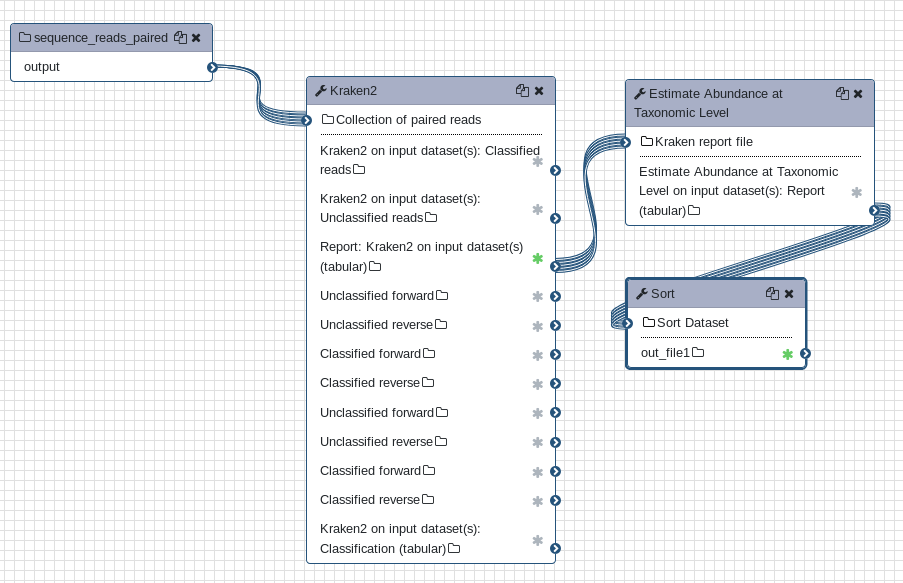 sequence_reads_paired
output
Kraken2
Collection of paired reads
Kraken2 on input dataset(s): Classified
reads
Kraken2 on input dataset(s):
Unclassified reads
Report: Kraken2 on input dataset(s)
(tabular)
Unclassified forward
Unclassified reverse
Classified forward
Classified reverse
Unclassified forward
Unclassified reverse
Classified forward
Classified reverse
Kraken2 on input dataset(s):
Classification (tabular)
Estimate Abundance at
Taxonomic Level
Kraken report file
Estimate Abundance at Taxonomic
Level on input dataset(s): Report
(tabular)
Sort
Sort Dataset
out_file1